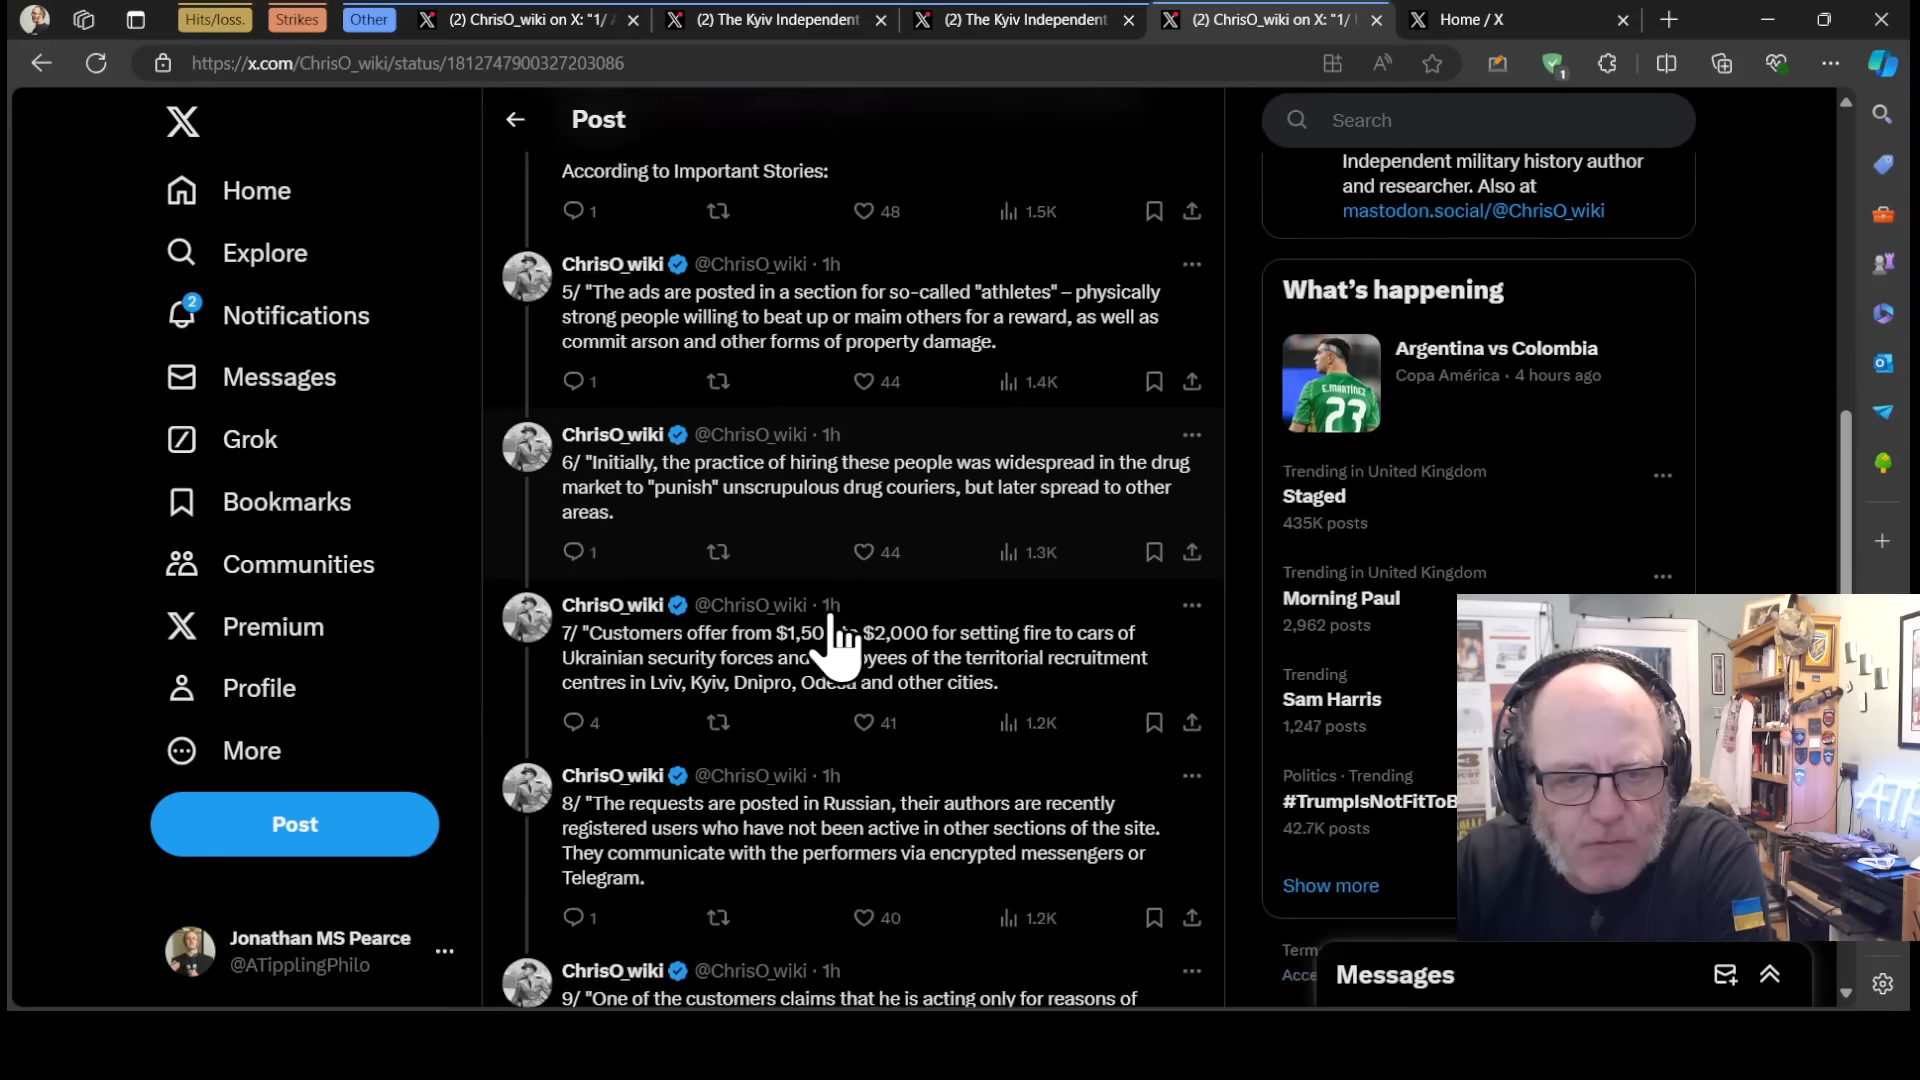 Hits/loss.
Strikes
Other
(2) ChrisO_wiki on X: "1/
(2) The Kyiv Independent
(2) The Kyiv Independent
(2) ChrisO_wiki on X: "1/
Home / X
https://x.com/ChrisO_wiki/status/1812747900327203086
Home
Explore
2
Notifications
Messages
Grok
Bookmarks
Communities
Premium
Profile
More
Post
Jonathan MS Pearce
@ATipplingPhilo
Post
According to Important Stories:
1 48 1.5K
ChrisO_wiki @ChrisO_wiki · 1h
5/ "The ads are posted in a section for so-called "athletes" – physically
strong people willing to beat up or maim others for a reward, as well as
commit arson and other forms of property damage.
1 44 1.4K
ChrisO_wiki @ChrisO_wiki · 1h
6/ "Initially, the practice of hiring these people was widespread in the drug
market to "punish" unscrupulous drug couriers, but later spread to other
areas.
1 44 1.3K
ChrisO_wiki @ChrisO_wiki · 1h
7/ "Customers offer from $1,50 $2,000 for setting fire to cars of
Ukrainian security forces and of the territorial recruitment
centres in Lviv, Kyiv, Dnipro, Odesa and other cities.
4 41 1.2K
ChrisO_wiki @ChrisO_wiki · 1h
8/ "The requests are posted in Russian, their authors are recently
registered users who have not been active in other sections of the site.
They communicate with the performers via encrypted messengers or
Telegram.
1 40 1.2K
ChrisO_wiki @ChrisO_wiki · 1h
9/ "One of the customers claims that he is acting only for reasons of
Search
Independent military history author
and researcher. Also at
mastodon.social/@ChrisO_wiki
What's happening
Argentina vs Colombia
Copa América · 4 hours ago
E.MARTÍNEZ
23
Trending in United Kingdom
Staged
435K posts
Trending in United Kingdom
Morning Paul
2,962 posts
Trending
Sam Harris
1,247 posts
Politics · Trending
#TrumpIsNotFitToB
42.7K posts
Show more
Term
Acce
Messages
1